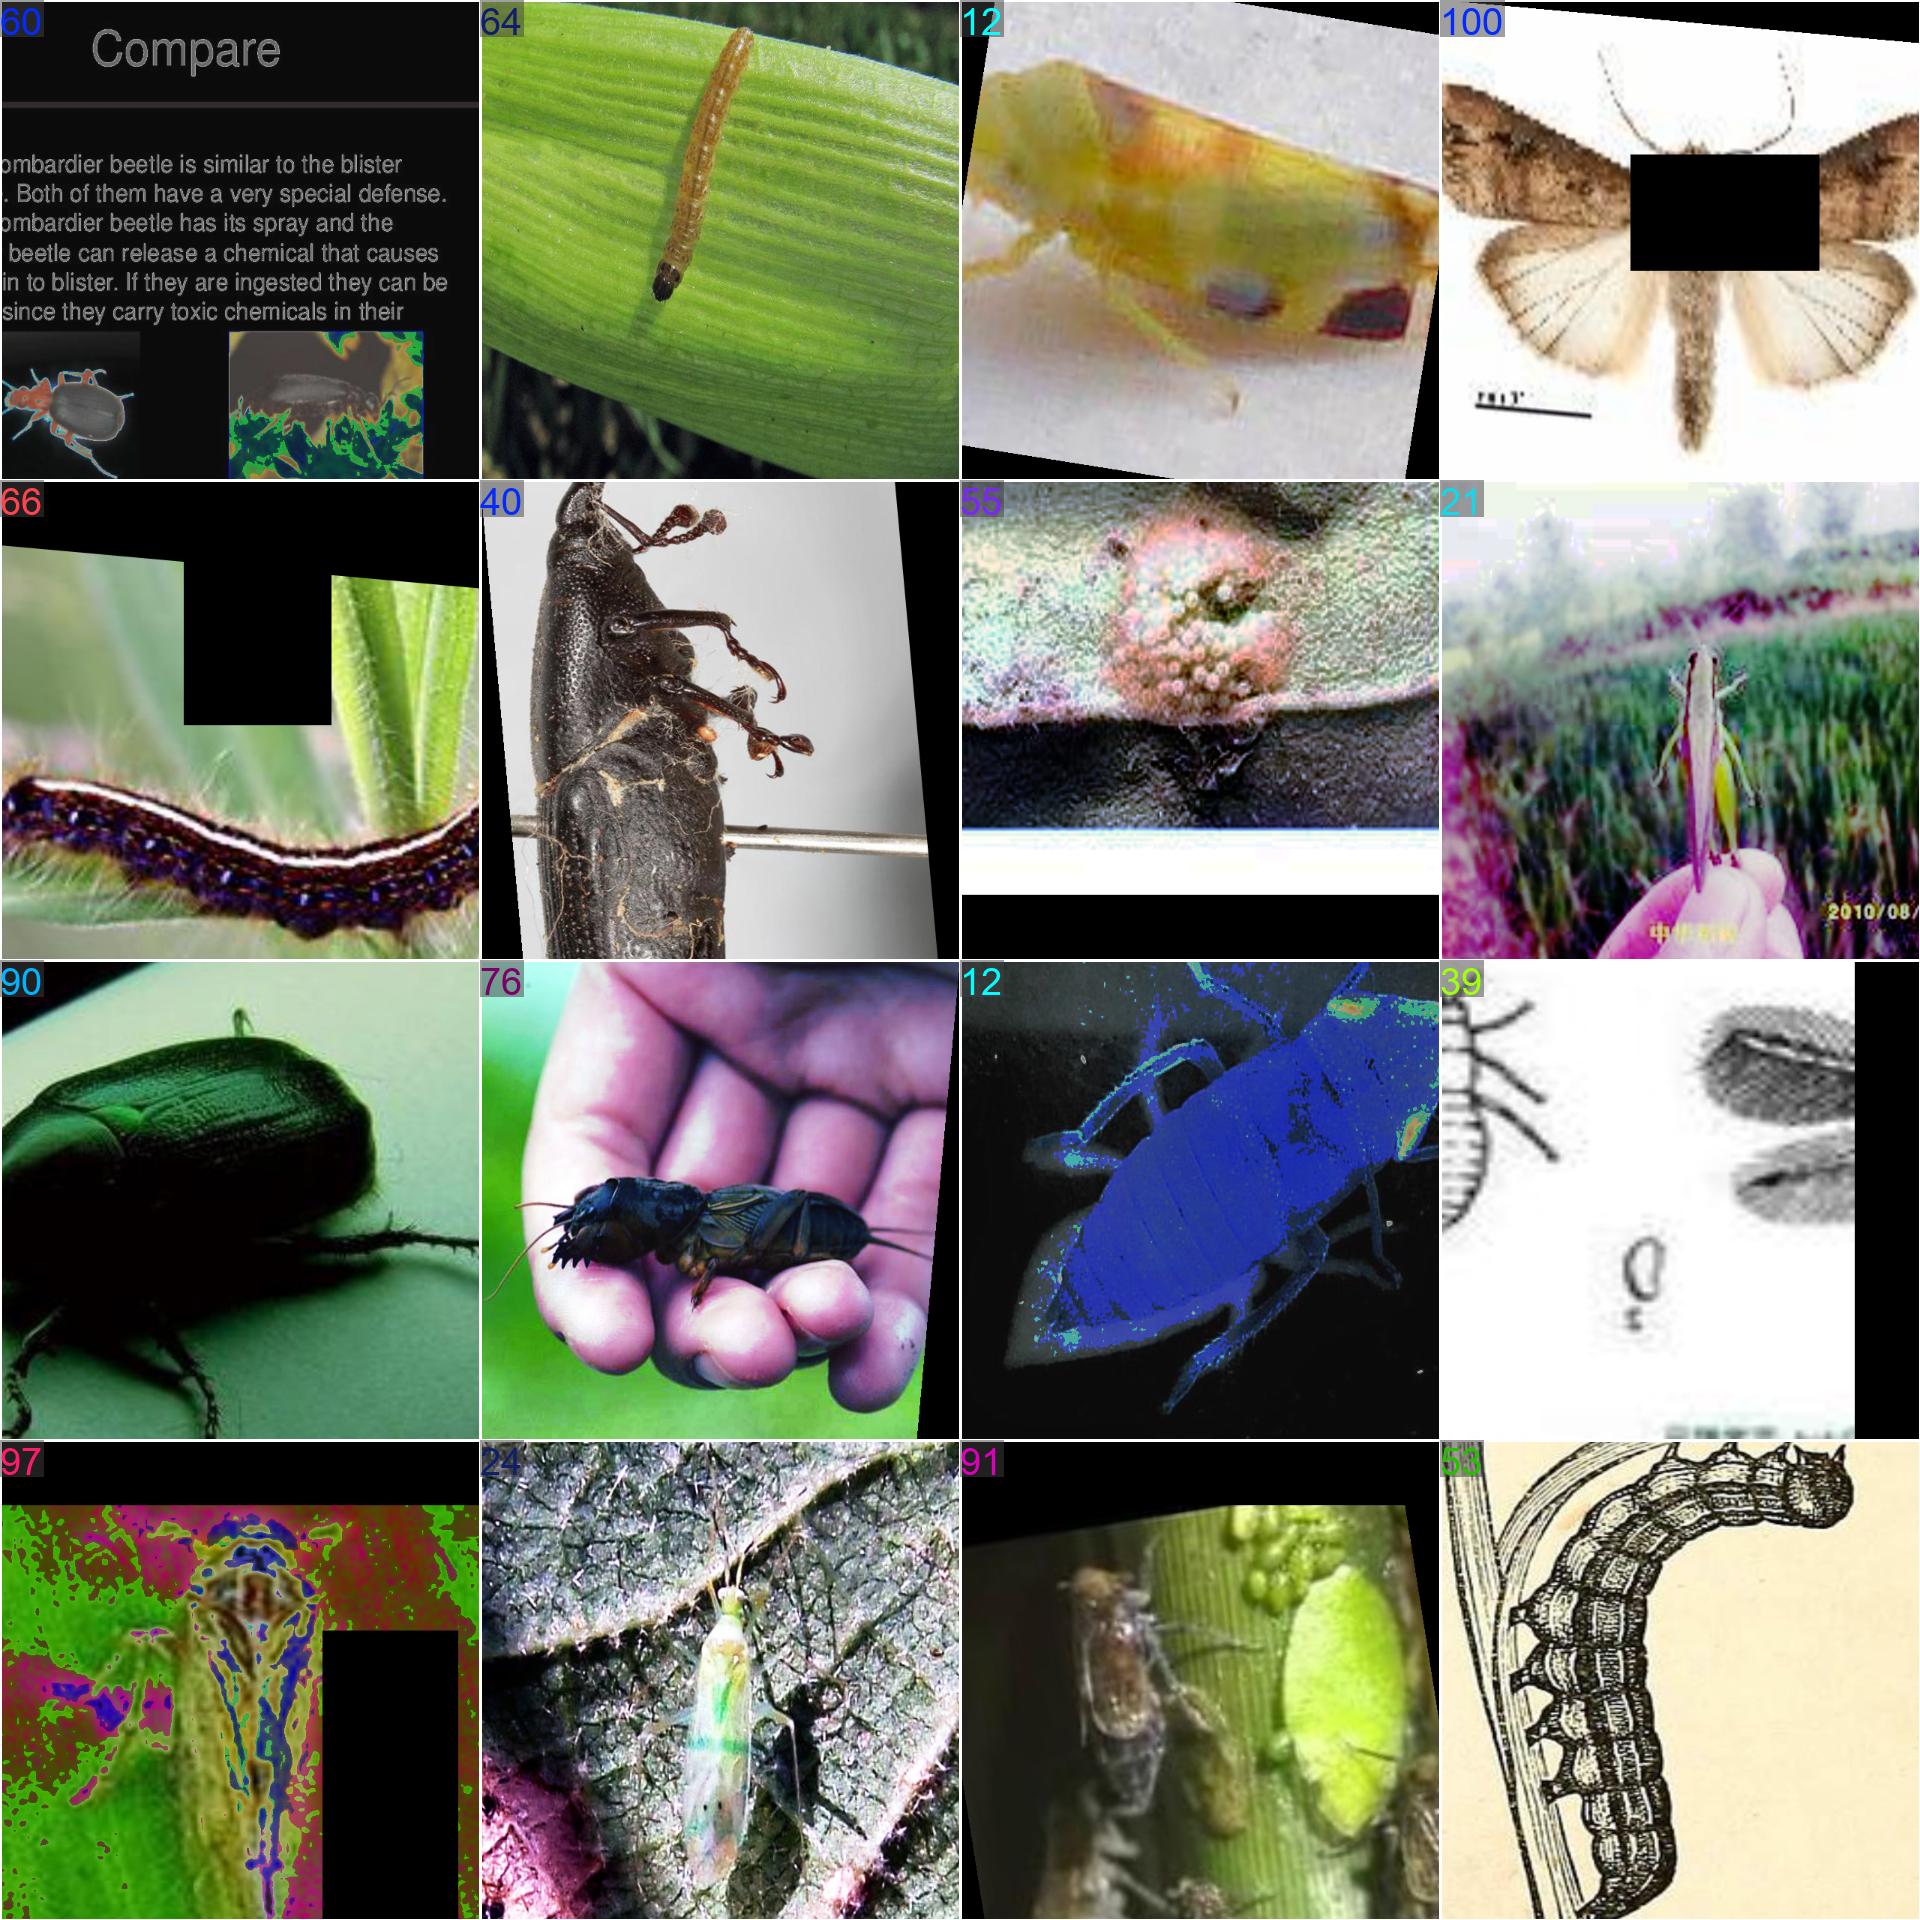 60
Compare
ombardier beetle is similar to the blister
. Both of them have a very special defense.
ombardier beetle has its spray and the
beetle can release a chemical that causes
in to blister. If they are ingested they can be
since they carry toxic chemicals in their
64
12
100
66
40
55
21
2010/08/
90
76
12
39
97
24
91
53